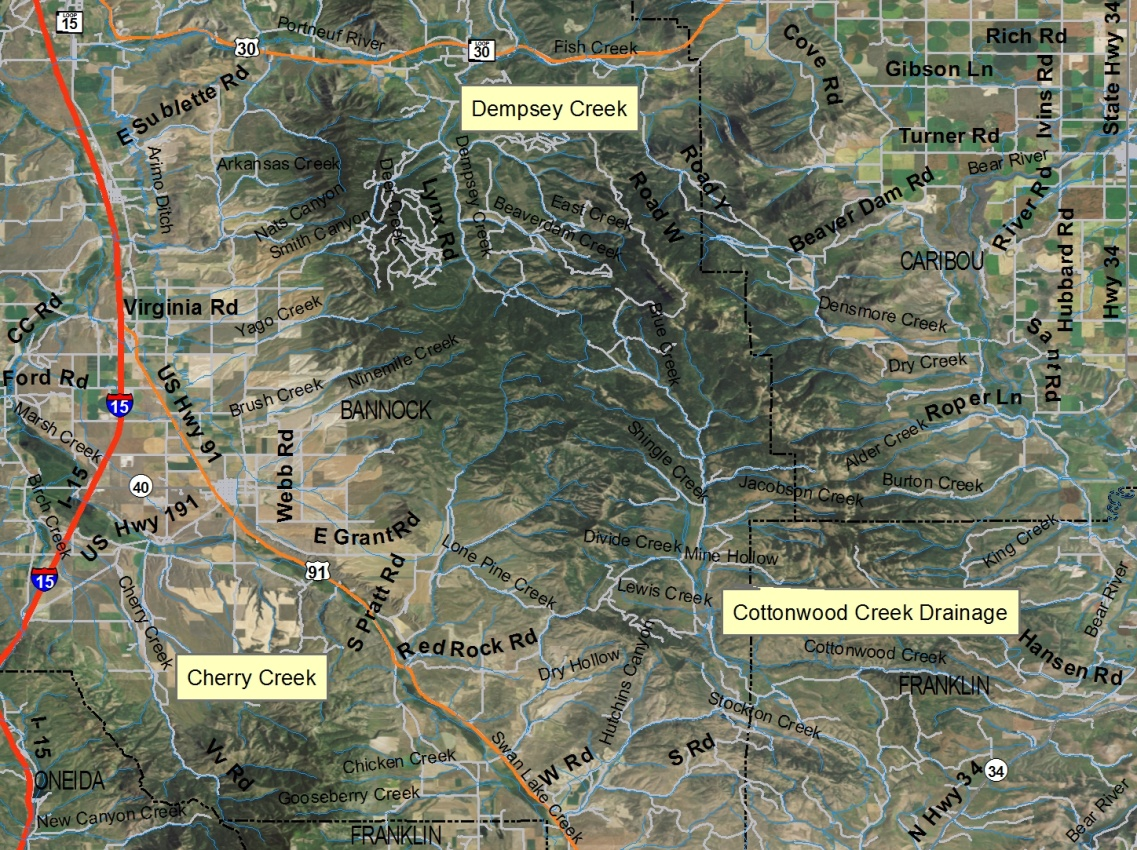 LOOP
15
Portneuf River
30
LOOP
30
Fish Creek
Cove Rd
Rich Rd
Gibson Ln
Ivins Rd
State Hwy 34
E Sublette Rd
Dempsey Creek
Turner Rd
Bear River
Arimo Ditch
Arkansas Creek
Deer Creek
Lynx Rd
Dempsey Creek
Road W
Road Y
Beaver Dam Rd
River Rd
Nats Canyon
Smith Canyon
Beaverdam Creek
East Creek
CARIBOU
Hubbard Rd
Hwy 34
CC Rd
Virginia Rd
Yago Creek
Blue Creek
Densmore Creek
Ford Rd
Ninemile Creek
Brush Creek
BANNOCK
Dry Creek
15
US Hwy 91
Marsh Creek
Webb Rd
Shingle Creek
Alder Creek
Roper Ln
I-15
40
Birch Creek
US Hwy 191
Jacobson Creek
Burton Creek
E Grant Rd
Divide Creek
Mine Hollow
King Creek
15
91
Lone Pine Creek
Lewis Creek
Bear River
Cherry Creek
S Pratt Rd
Cottonwood Creek Drainage
Red Rock Rd
Dry Hollow
Hutchins Canyon
Cottonwood Creek
Hansen Rd
Cherry Creek
FRANKLIN
Stockton Creek
I-15
Chicken Creek
Swan Lake Creek
W Rd
S Rd
34
ONEIDA
Gooseberry Creek
N Hwy 34
Bear River
New Canyon Creek
FRANKLIN